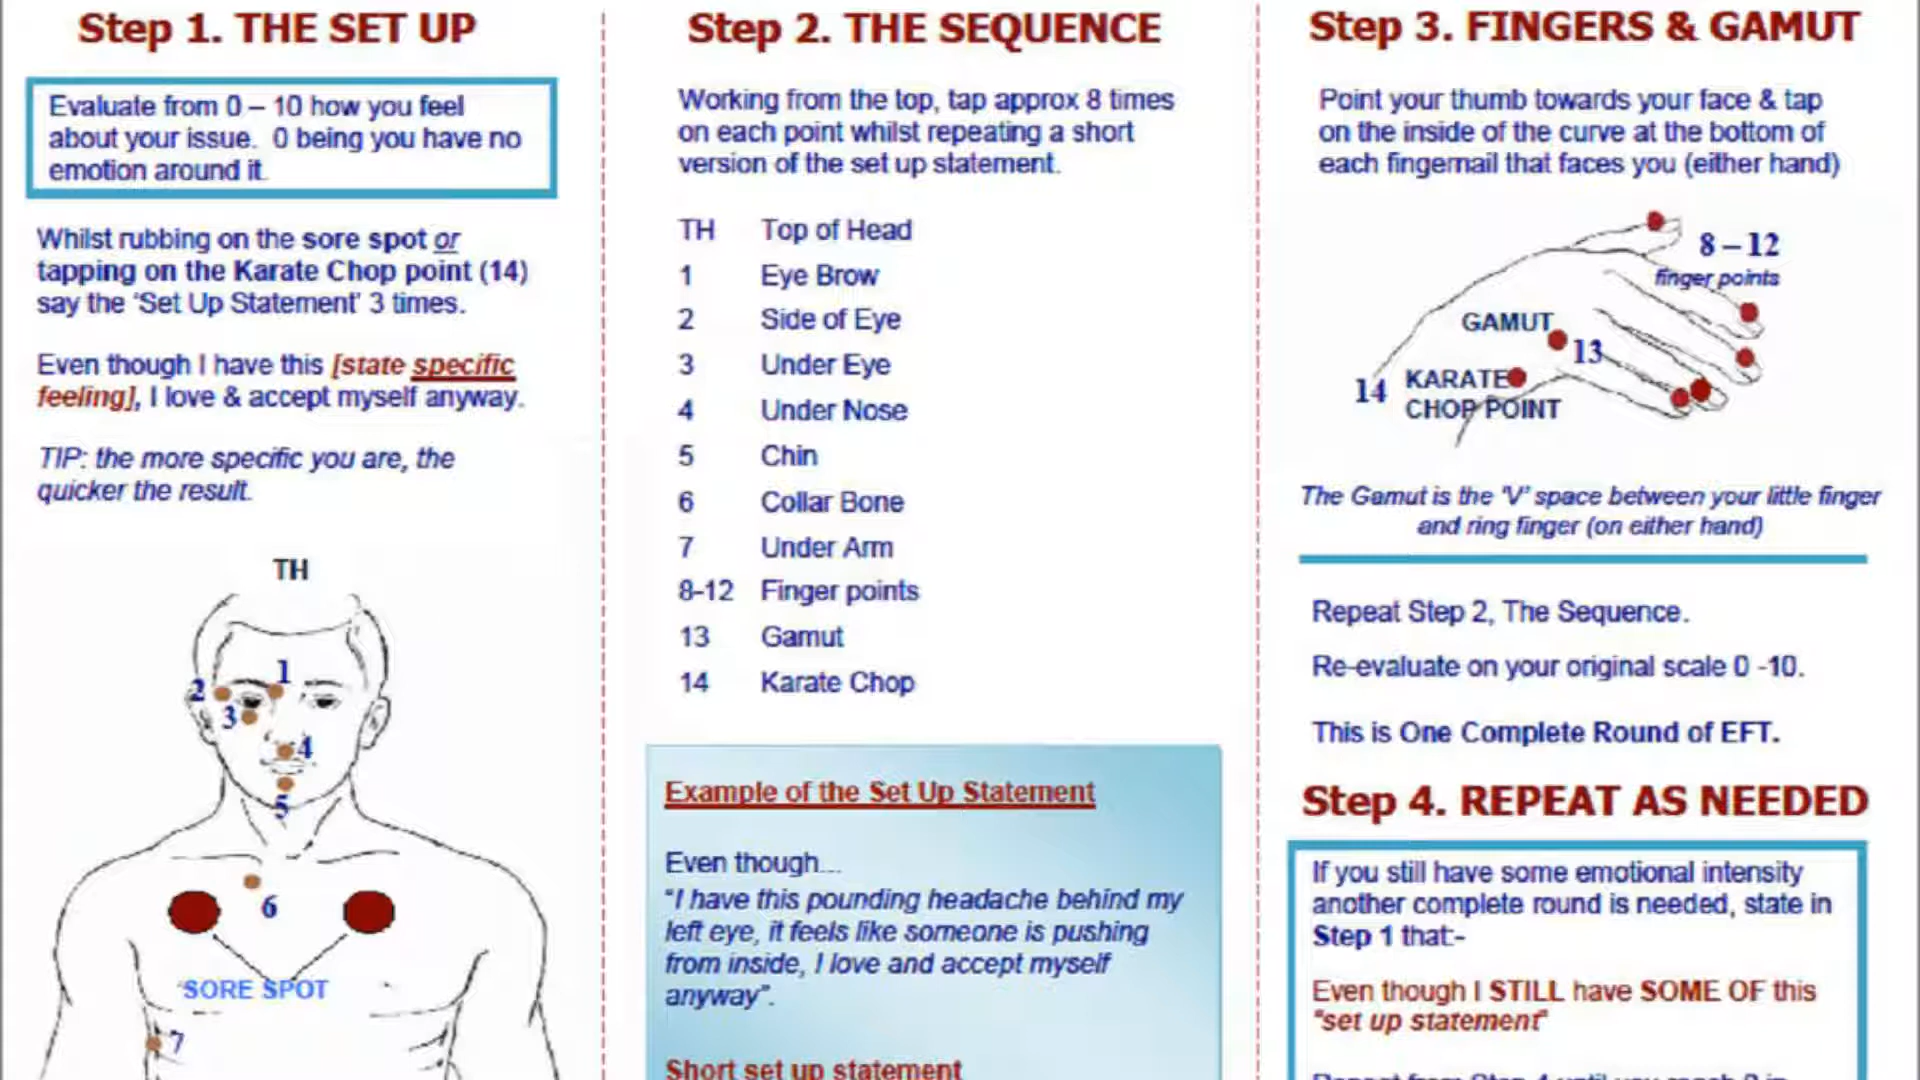 Step 1. THE SET UP
Evaluate from 0 – 10 how you feel
about your issue.  0 being you have no
emotion around it.
Whilst rubbing on the sore spot or
tapping on the Karate Chop point (14)
say the 'Set Up Statement' 3 times.
Even though I have this [state specific
feeling], I love & accept myself anyway.
TIP: the more specific you are, the
quicker the result.
TH
1
2
3
4
5
6
SORE SPOT
7
Step 2. THE SEQUENCE
Working from the top, tap approx 8 times
on each point whilst repeating a short
version of the set up statement.
TH Top of Head
1 Eye Brow
2 Side of Eye
3 Under Eye
4 Under Nose
5 Chin
6 Collar Bone
7 Under Arm
8-12 Finger points
13 Gamut
14 Karate Chop
Example of the Set Up Statement
Even though...
"I have this pounding headache behind my
left eye, it feels like someone is pushing
from inside, I love and accept myself
anyway".
Short set up statement
Step 3. FINGERS & GAMUT
Point your thumb towards your face & tap
on the inside of the curve at the bottom of
each fingernail that faces you (either hand)
8 – 12
finger points
GAMUT
13
14 KARATE
CHOP POINT
The Gamut is the 'V' space between your little finger
and ring finger (on either hand)
Repeat Step 2, The Sequence.
Re-evaluate on your original scale 0 -10.
This is One Complete Round of EFT.
Step 4. REPEAT AS NEEDED
If you still have some emotional intensity
another complete round is needed, state in
Step 1 that:-
Even though I STILL have SOME OF this
"set up statement"